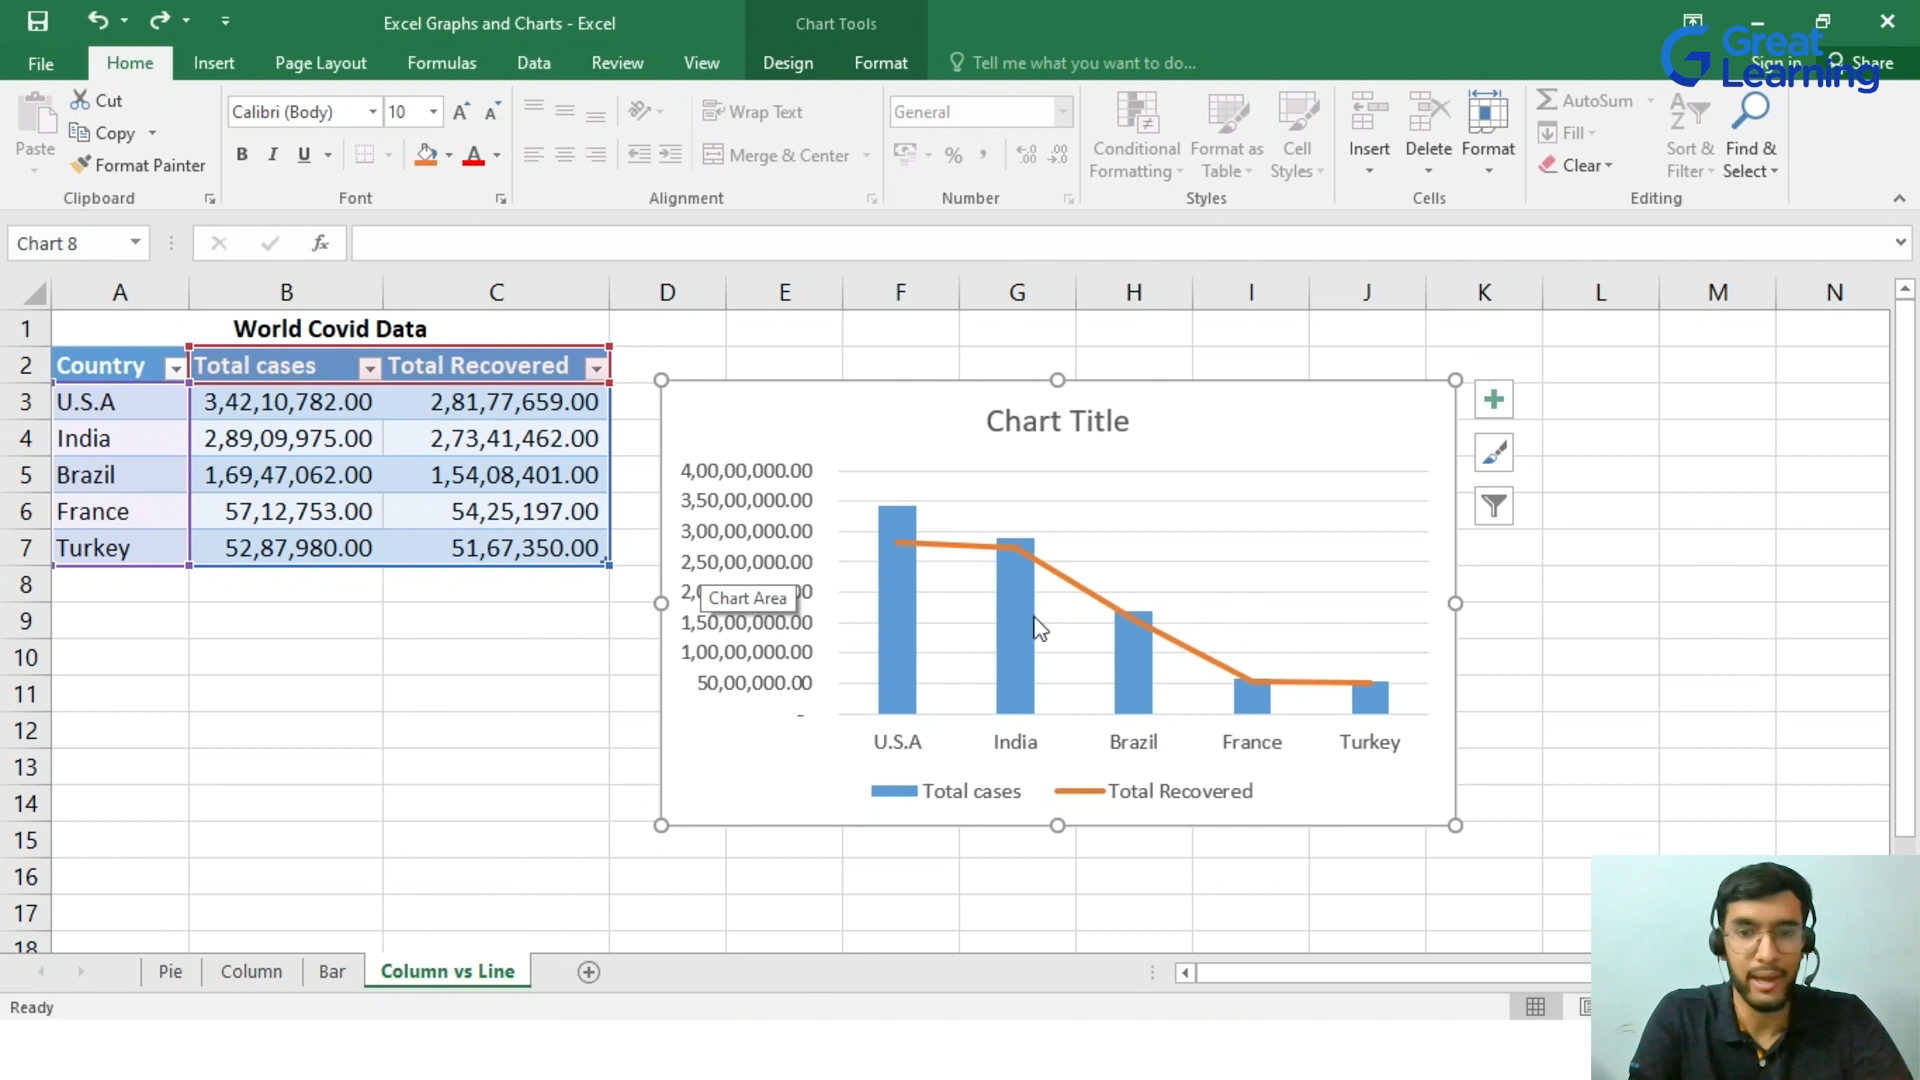 Excel Graphs and Charts - Excel
Chart Tools
Great Learning
File Home Insert Page Layout Formulas Data Review View Design Format Tell me what you want to do... Sign in Share
Paste
Cut
Copy
Format Painter
Clipboard
Calibri (Body) 10
B I U
Font
Wrap Text
Merge & Center
Alignment
General
%
Number
Conditional Formatting
Format as Table
Cell Styles
Styles
Insert
Delete
Format
Cells
AutoSum
Fill
Clear
Sort & Filter
Find & Select
Editing
Chart 8
fx
A B C D E F G H I J K L M N
1 World Covid Data
2 Country Total cases Total Recovered
3 U.S.A 3,42,10,782.00 2,81,77,659.00
4 India 2,89,09,975.00 2,73,41,462.00
5 Brazil 1,69,47,062.00 1,54,08,401.00
6 France 57,12,753.00 54,25,197.00
7 Turkey 52,87,980.00 51,67,350.00
8
9
10
11
12
13
14
15
16
17
18
Chart Title
4,00,00,000.00
3,50,00,000.00
3,00,00,000.00
2,50,00,000.00
Chart Area
1,50,00,000.00
1,00,00,000.00
50,00,000.00
-
U.S.A India Brazil France Turkey
Total cases Total Recovered
Pie Column Bar Column vs Line
Ready